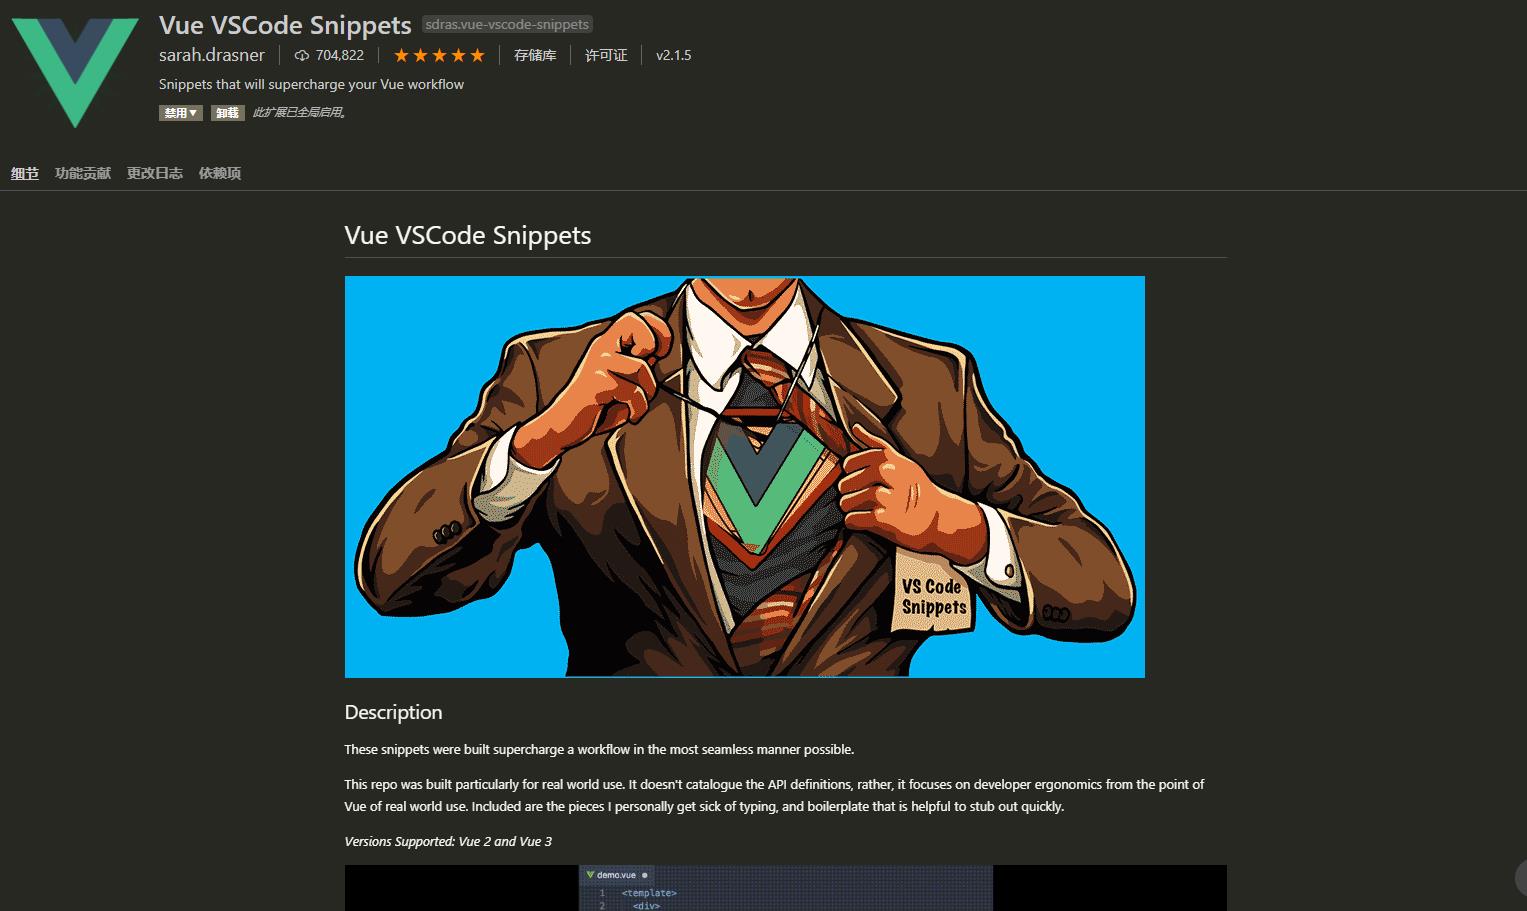 Vue VSCode Snippets sdras.vue-vscode-snippets
sarah.drasner 704,822 存储库 许可证 v2.1.5
Snippets that will supercharge your Vue workflow
禁用 卸载 此扩展已全局启用。
细节 功能贡献 更改日志 依赖项
Vue VSCode Snippets
VS Code
Snippets
Description
These snippets were built supercharge a workflow in the most seamless manner possible.
This repo was built particularly for real world use. It doesn't catalogue the API definitions, rather, it focuses on developer ergonomics from the point of
Vue of real world use. Included are the pieces I personally get sick of typing, and boilerplate that is helpful to stub out quickly.
Versions Supported: Vue 2 and Vue 3
demo.vue
1 <template>
2 <div>